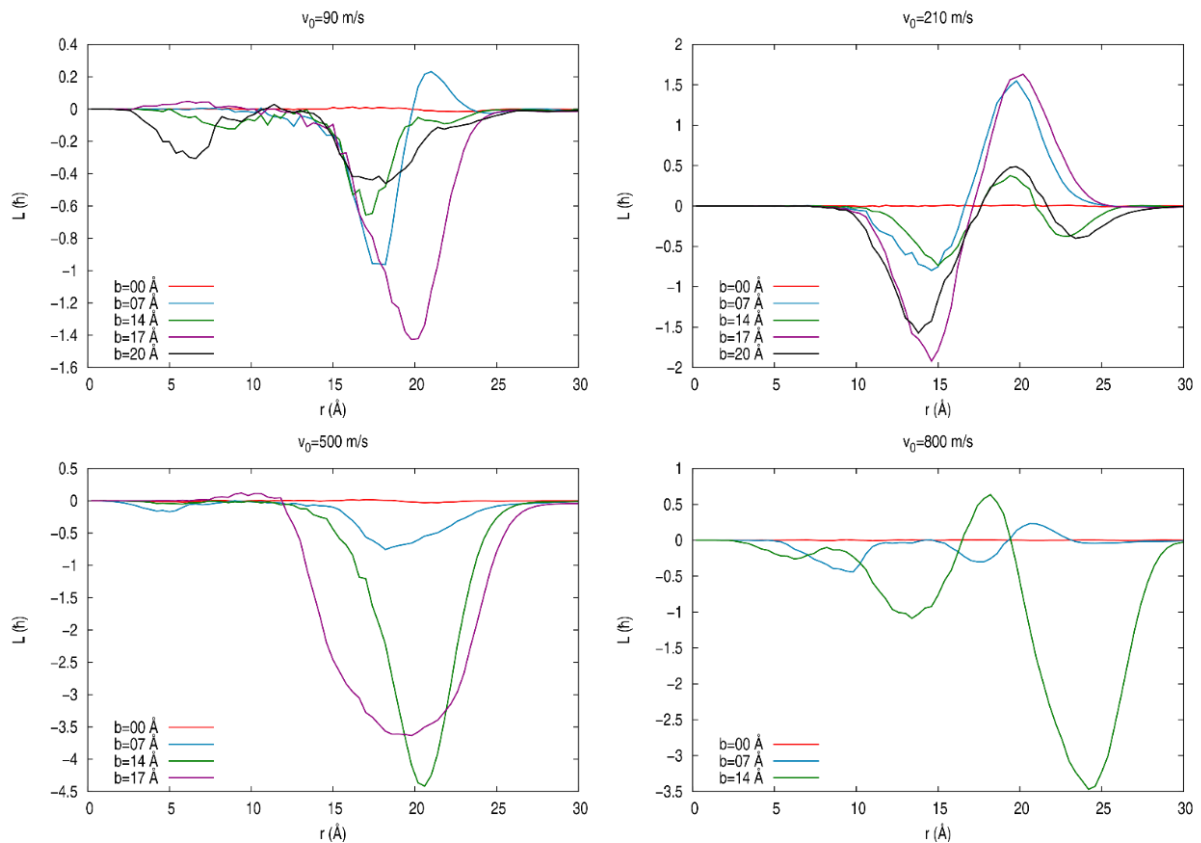 v0=90 m/s
0.4
0.2
0
−0.2
−0.4
−0.6
−0.8
−1
−1.2
−1.4
−1.6
L (ħ)
b=00 Å
b=07 Å
b=14 Å
b=17 Å
b=20 Å
0 5 10 15 20 25 30
r (Å)
v0=210 m/s
2
1.5
1
0.5
0
−0.5
−1
−1.5
−2
L (ħ)
b=00 Å
b=07 Å
b=14 Å
b=17 Å
b=20 Å
0 5 10 15 20 25 30
r (Å)
v0=500 m/s
0.5
0
−0.5
−1
−1.5
−2
−2.5
−3
−3.5
−4
−4.5
L (ħ)
b=00 Å
b=07 Å
b=14 Å
b=17 Å
0 5 10 15 20 25 30
r (Å)
v0=800 m/s
1
0.5
0
−0.5
−1
−1.5
−2
−2.5
−3
−3.5
L (ħ)
b=00 Å
b=07 Å
b=14 Å
0 5 10 15 20 25 30
r (Å)